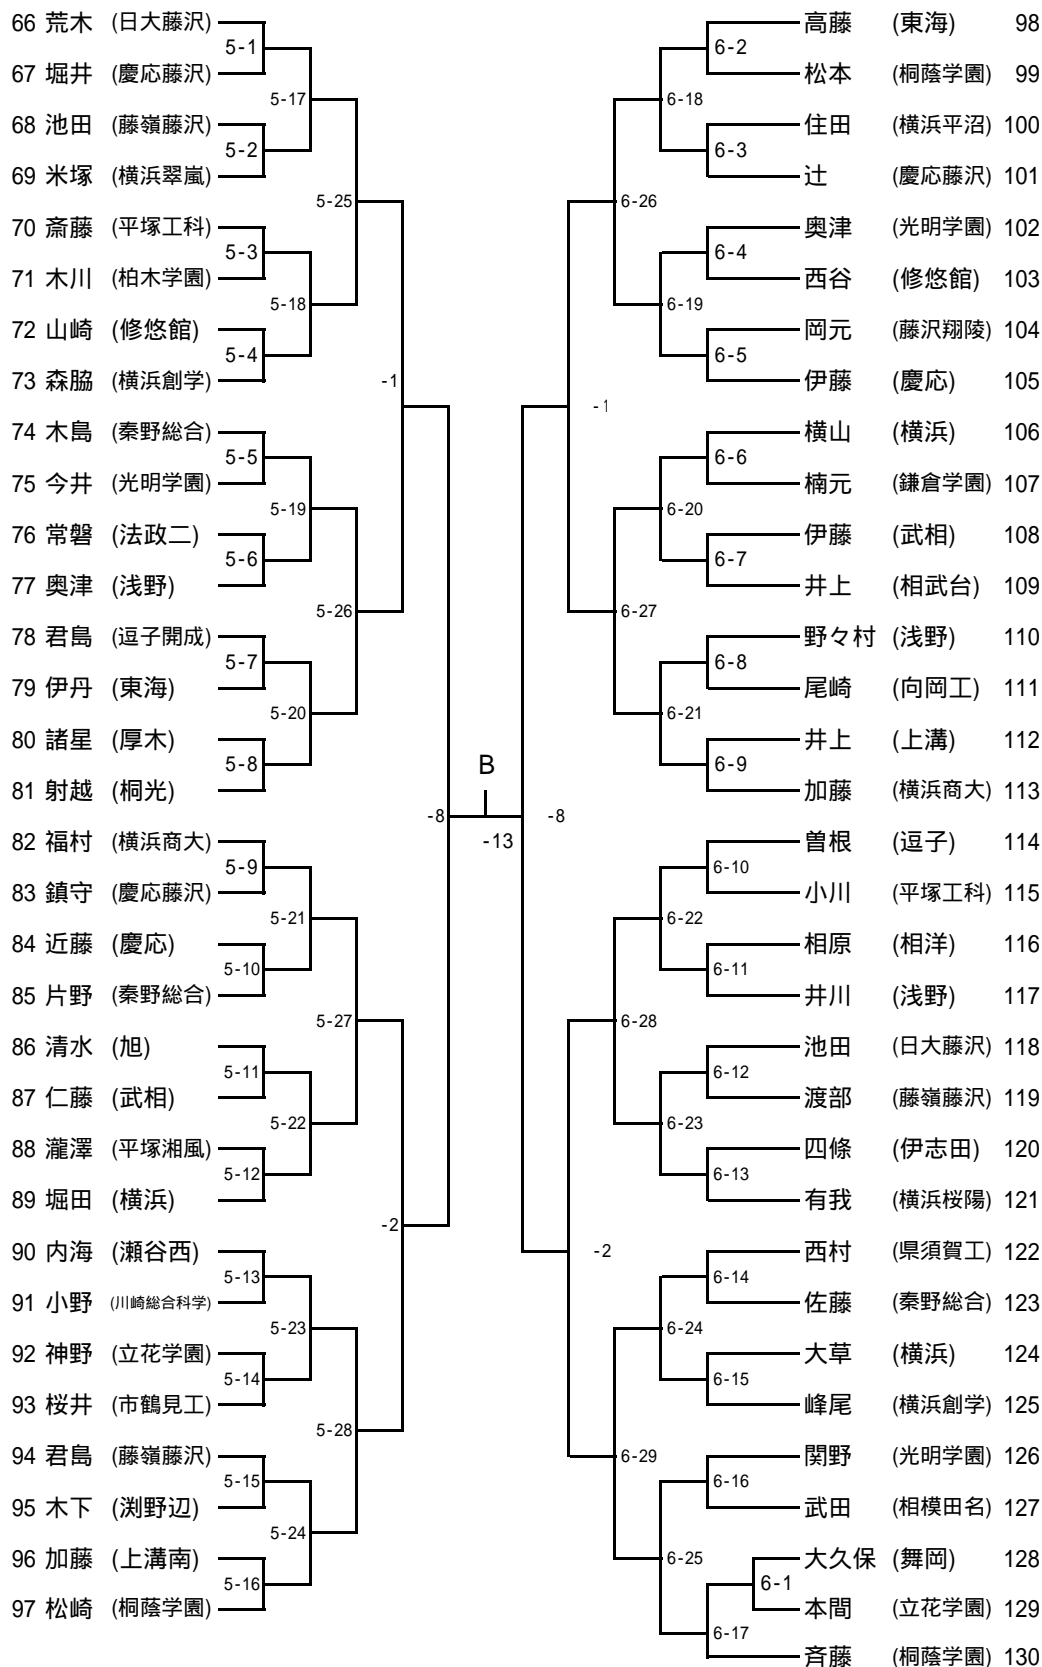 66 荒木 (日大藤沢)
5-1
67 堀井 (慶応藤沢)
5-17
68 池田 (藤嶺藤沢)
5-2
69 米塚 (横浜翠嵐)
5-25
70 斎藤 (平塚工科)
5-3
71 木川 (柏木学園)
5-18
72 山崎 (修悠館)
5-4
73 森脇 (横浜創学)
-1
74 木島 (秦野総合)
5-5
75 今井 (光明学園)
5-19
76 常磐 (法政二)
5-6
77 奥津 (浅野)
5-26
78 君島 (逗子開成)
5-7
79 伊丹 (東海)
5-20
80 諸星 (厚木)
5-8
81 射越 (桐光)
-8
82 福村 (横浜商大)
5-9
83 鎮守 (慶応藤沢)
5-21
84 近藤 (慶応)
5-10
85 片野 (秦野総合)
5-27
86 清水 (旭)
5-11
87 仁藤 (武相)
5-22
88 瀧澤 (平塚湘風)
5-12
89 堀田 (横浜)
-2
90 内海 (瀬谷西)
5-13
91 小野 (川崎総合科学)
5-23
92 神野 (立花学園)
5-14
93 桜井 (市鶴見工)
5-28
94 君島 (藤嶺藤沢)
5-15
95 木下 (渕野辺)
5-24
96 加藤 (上溝南)
5-16
97 松崎 (桐蔭学園)
B
-13
高藤 (東海) 98
6-2
松本 (桐蔭学園) 99
6-18
住田 (横浜平沼) 100
6-3
辻 (慶応藤沢) 101
6-26
奥津 (光明学園) 102
6-4
西谷 (修悠館) 103
6-19
岡元 (藤沢翔陵) 104
6-5
伊藤 (慶応) 105
-1
横山 (横浜) 106
6-6
楠元 (鎌倉学園) 107
6-20
伊藤 (武相) 108
6-7
井上 (相武台) 109
6-27
野々村 (浅野) 110
6-8
尾崎 (向岡工) 111
6-21
井上 (上溝) 112
6-9
加藤 (横浜商大) 113
-8
曽根 (逗子) 114
6-10
小川 (平塚工科) 115
6-22
相原 (相洋) 116
6-11
井川 (浅野) 117
6-28
池田 (日大藤沢) 118
6-12
渡部 (藤嶺藤沢) 119
6-23
四條 (伊志田) 120
6-13
有我 (横浜桜陽) 121
-2
西村 (県須賀工) 122
6-14
佐藤 (秦野総合) 123
6-24
大草 (横浜) 124
6-15
峰尾 (横浜創学) 125
6-29
関野 (光明学園) 126
6-16
武田 (相模田名) 127
6-25
大久保 (舞岡) 128
6-1
本間 (立花学園) 129
6-17
斉藤 (桐蔭学園) 130